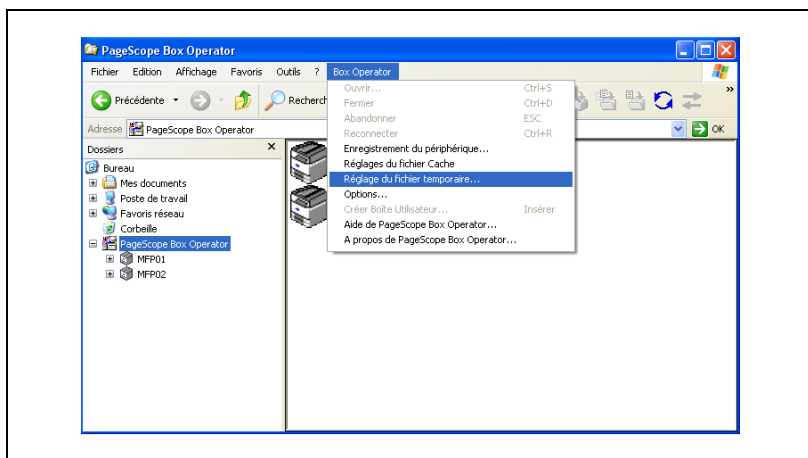 PageScope Box Operator
Fichier Edition Affichage Favoris Outils ? Box Operator
Précédente Recherch
Adresse PageScope Box Operator OK
Dossiers
Bureau
Mes documents
Poste de travail
Favoris réseau
Corbeille
PageScope Box Operator
MFP01
MFP02
Ouvrir... Ctrl+S
Fermer Ctrl+D
Abandonner ESC
Reconnecter Ctrl+R
Enregistrement du périphérique...
Réglages du fichier Cache
Réglage du fichier temporaire...
Options...
Créer Boîte Utilisateur... Insérer
Aide de PageScope Box Operator...
A propos de PageScope Box Operator...